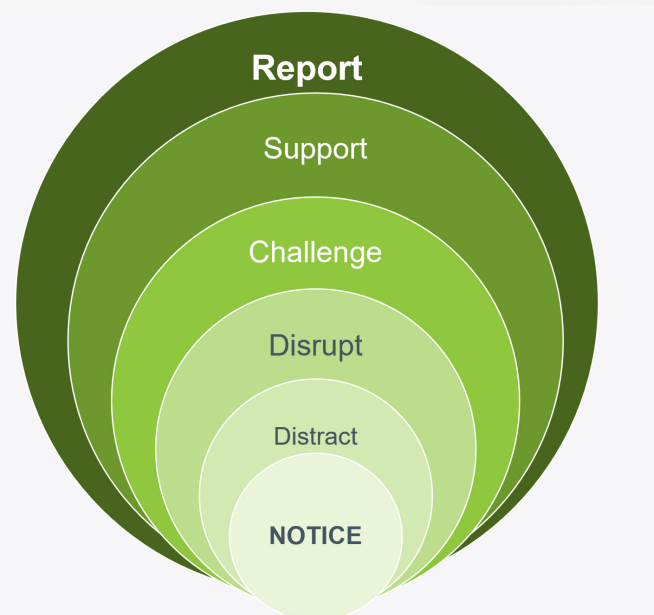 Report
Support
Challenge
Disrupt
Distract
NOTICE